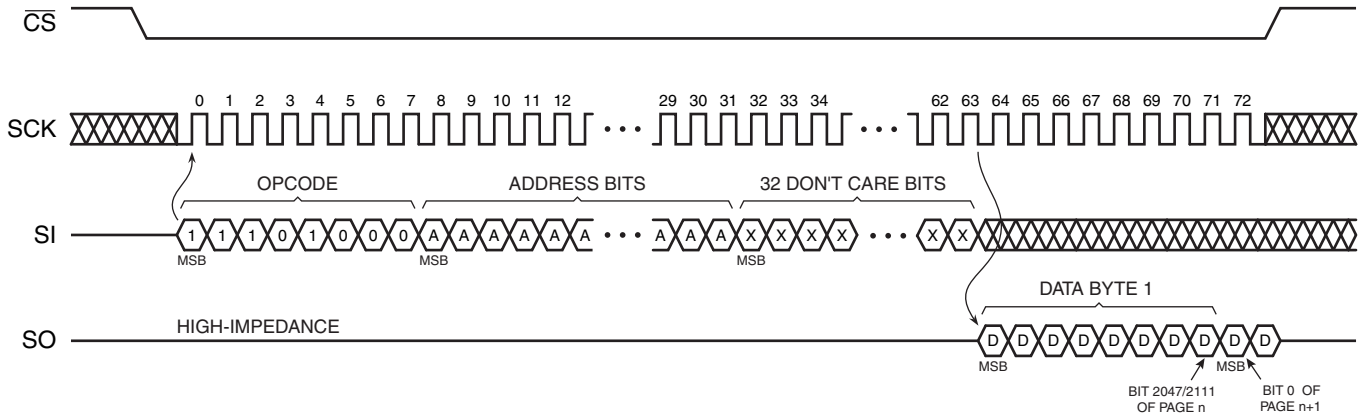 CS
0 1 2 3 4 5 6 7 8 9 10 11 12 29 30 31 32 33 34 62 63 64 65 66 67 68 69 70 71 72
SCK
OPCODE ADDRESS BITS 32 DON'T CARE BITS
SI 1 1 1 0 1 0 0 0 A A A A A A A A A X X X X X X
MSB MSB MSB
DATA BYTE 1
HIGH-IMPEDANCE
SO D D D D D D D D D D
MSB MSB
BIT 2047/2111
OF PAGE n
BIT 0 OF
PAGE n+1